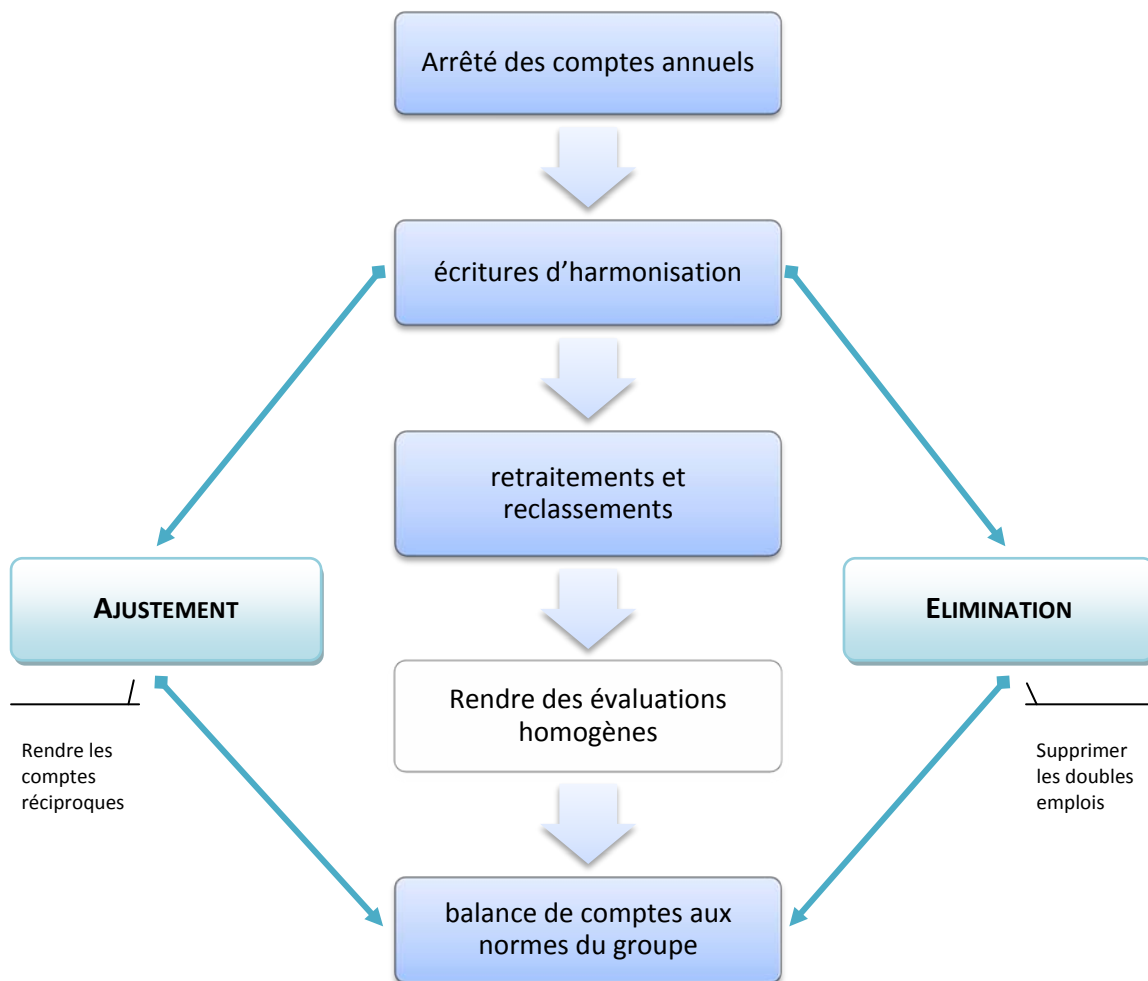 Arrêté des comptes annuels
écritures d’harmonisation
retraitements et
reclassements
AJUSTEMENT
ELIMINATION
Rendre des évaluations
homogènes
Rendre les
comptes
réciproques
Supprimer
les doubles
emplois
balance de comptes aux
normes du groupe